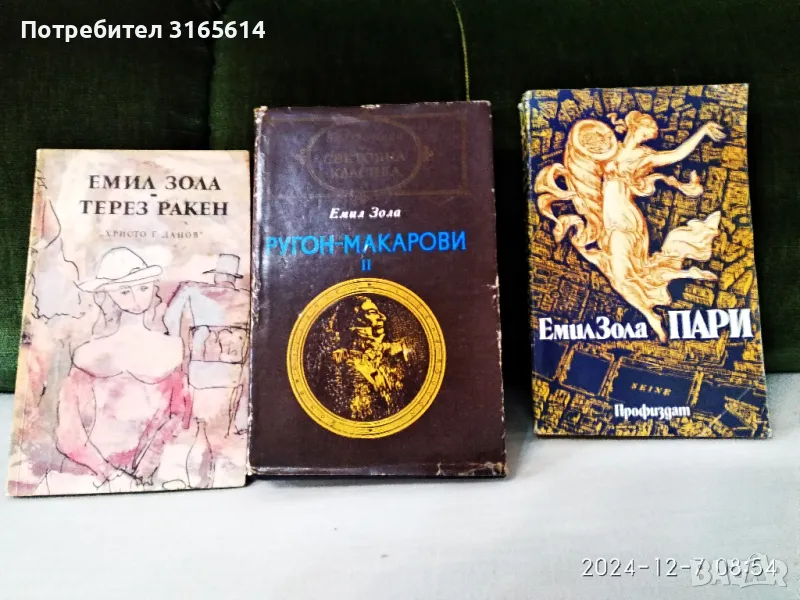 Потребител 3165614
ЕМИЛ ЗОЛА
ТЕРЕЗ РАКЕН
„ХРИСТО Г. ДАНОВ“
СВЕТОВНА
КЛАСИКА
Емил Зола
РУГОН-МАКАРОВИ
II
Емил Зола ПАРИ
SEINE
Профиздат
2024-12-7 08:54
BAZAR